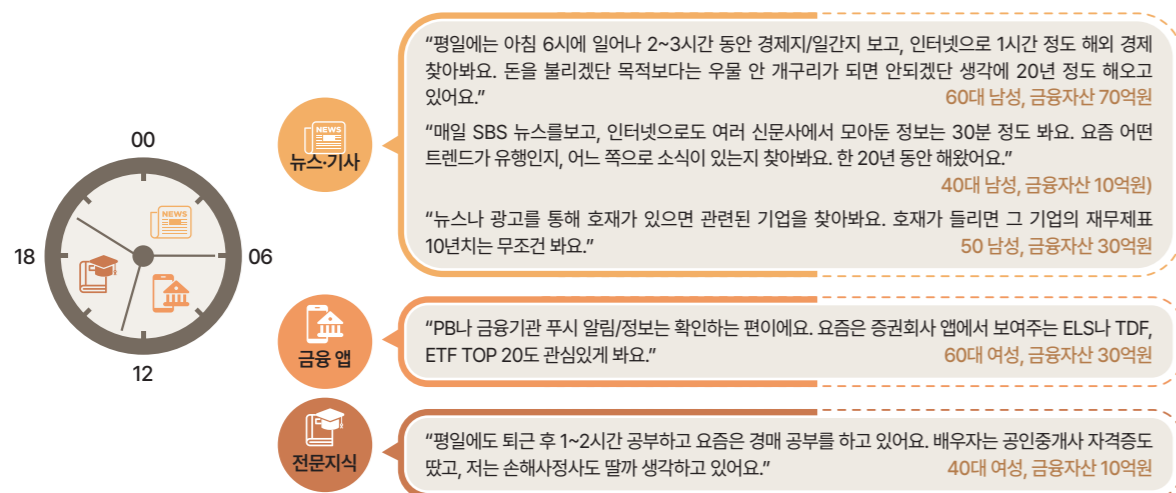 00
18
06
12
NEWS
NEWS
뉴스·기사
“평일에는 아침 6시에 일어나 2~3시간 동안 경제지/일간지 보고, 인터넷으로 1시간 정도 해외 경제
찾아봐요. 돈을 불리겠단 목적보다는 우물 안 개구리가 되면 안되겠단 생각에 20년 정도 해오고
있어요.” 60대 남성, 금융자산 70억원
“매일 SBS 뉴스를보고, 인터넷으로도 여러 신문사에서 모아둔 정보는 30분 정도 봐요. 요즘 어떤
트렌드가 유행인지, 어느 쪽으로 소식이 있는지 찾아봐요. 한 20년 동안 해왔어요.”
40대 남성, 금융자산 10억원)
“뉴스나 광고를 통해 호재가 있으면 관련된 기업을 찾아봐요. 호재가 들리면 그 기업의 재무제표
10년치는 무조건 봐요.” 50 남성, 금융자산 30억원
금융 앱
“PB나 금융기관 푸시 알림/정보는 확인하는 편이에요. 요즘은 증권회사 앱에서 보여주는 ELS나 TDF,
ETF TOP 20도 관심있게 봐요.” 60대 여성, 금융자산 30억원
전문지식
“평일에도 퇴근 후 1~2시간 공부하고 요즘은 경매 공부를 하고 있어요. 배우자는 공인중개사 자격증도
땄고, 저는 손해사정사도 딸까 생각하고 있어요.” 40대 여성, 금융자산 10억원